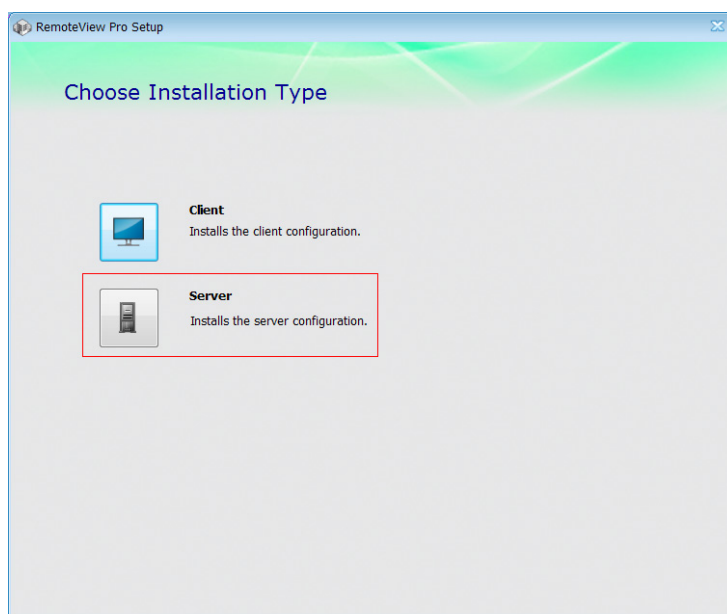 RemoteView Pro Setup
Choose Installation Type
Client
Installs the client configuration.
Server
Installs the server configuration.